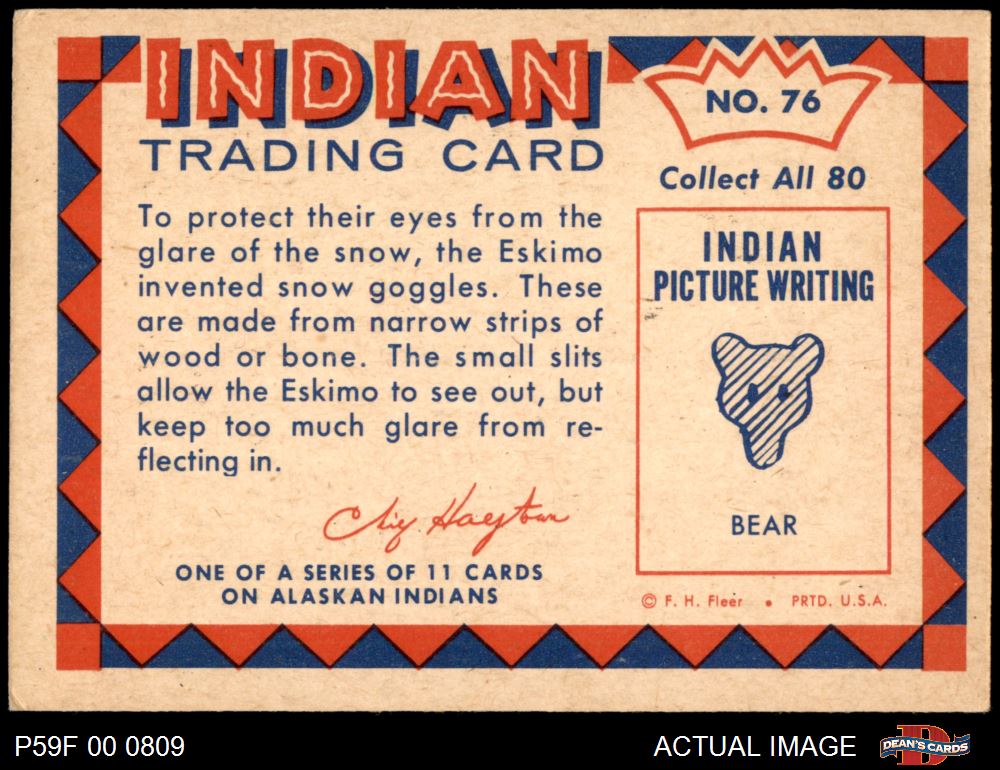 INDIAN
TRADING CARD
NO. 76
Collect All 80
To protect their eyes from the
glare of the snow, the Eskimo
invented snow goggles. These
are made from narrow strips of
wood or bone. The small slits
allow the Eskimo to see out, but
keep too much glare from re-
flecting in.
ONE OF A SERIES OF 11 CARDS
ON ALASKAN INDIANS
INDIAN
PICTURE WRITING
BEAR
© F. H. Fleer • PRTD. U.S.A.
P59F 00 0809
ACTUAL IMAGE
D
DEAN'S CARDS